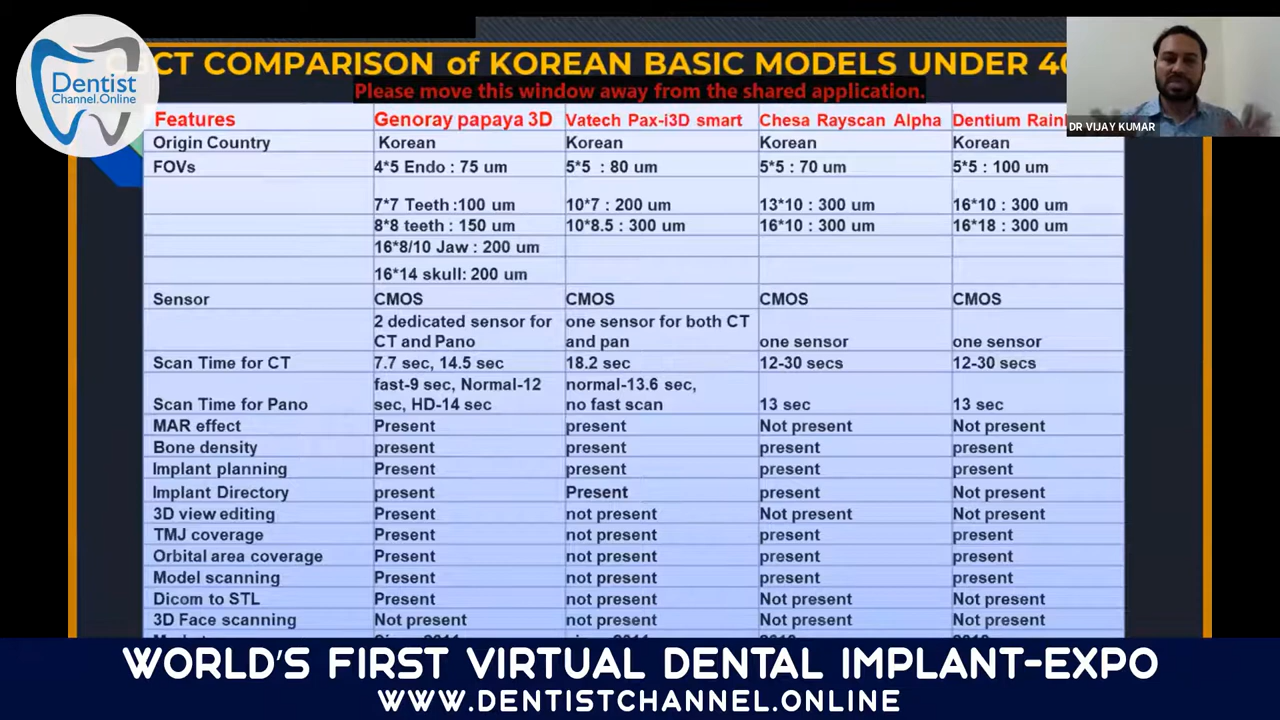 Dentist
Channel.Online
CT COMPARISON of KOREAN BASIC MODELS UNDER
Please move this window away from the shared application.
DR VIJAY KUMAR
Features Genoray papaya 3D Vatech Pax-i3D smart Chesa Rayscan Alpha Dentium
Origin Country Korean Korean Korean Korean
FOVs 4*5 Endo : 75 um 5*5 : 80 um 5*5 : 70 um 5*5 : 100 um
7*7 Teeth :100 um 10*7 : 200 um 13*10 : 300 um 16*10 : 300 um
8*8 teeth : 150 um 10*8.5 : 300 um 16*10 : 300 um 16*18 : 300 um
16*8/10 Jaw : 200 um
16*14 skull: 200 um
Sensor CMOS CMOS CMOS CMOS
2 dedicated sensor for one sensor for both CT
CT and Pano and pan one sensor one sensor
Scan Time for CT 7.7 sec, 14.5 sec 18.2 sec 12-30 secs 12-30 secs
fast-9 sec, Normal-12 normal-13.6 sec,
Scan Time for Pano sec, HD-14 sec no fast scan 13 sec 13 sec
MAR effect Present present Not present Not present
Bone density present present present present
Implant planning Present present present present
Implant Directory present Present present Not present
3D view editing Present not present Not present Not present
TMJ coverage Present not present present present
Orbital area coverage Present not present present present
Model scanning Present not present present present
Dicom to STL Present not present Not present Not present
3D Face scanning Not present not present Not present Not present
WORLD'S FIRST VIRTUAL DENTAL IMPLANT-EXPO
WWW.DENTISTCHANNEL.ONLINE